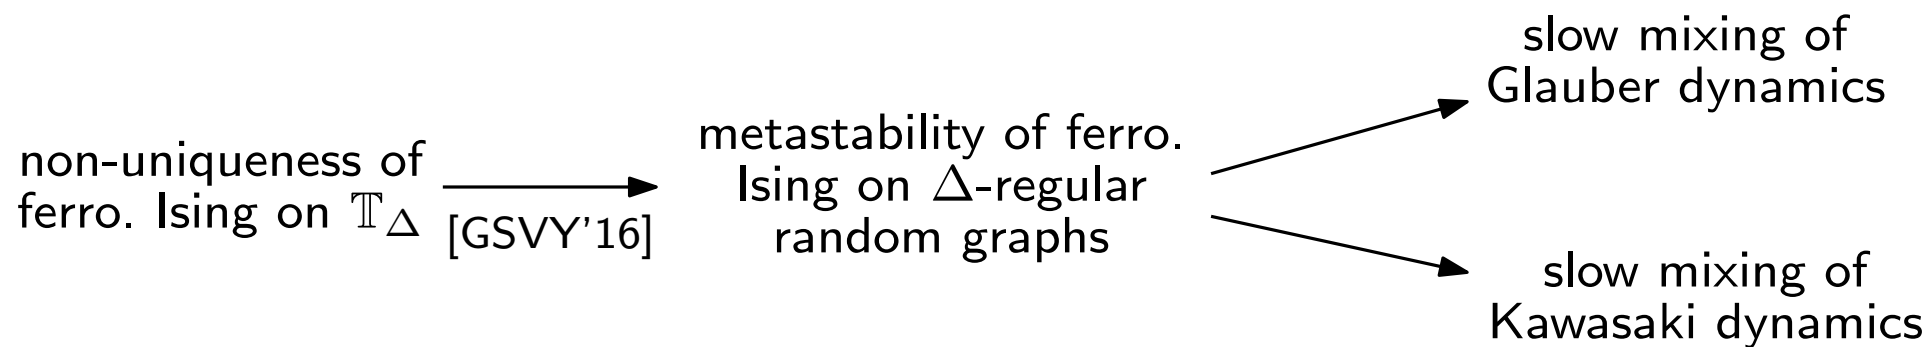 non-uniqueness of
ferro. Ising on 𝕋_Δ
[GSVY'16]
metastability of ferro.
Ising on Δ-regular
random graphs
slow mixing of
Glauber dynamics
slow mixing of
Kawasaki dynamics